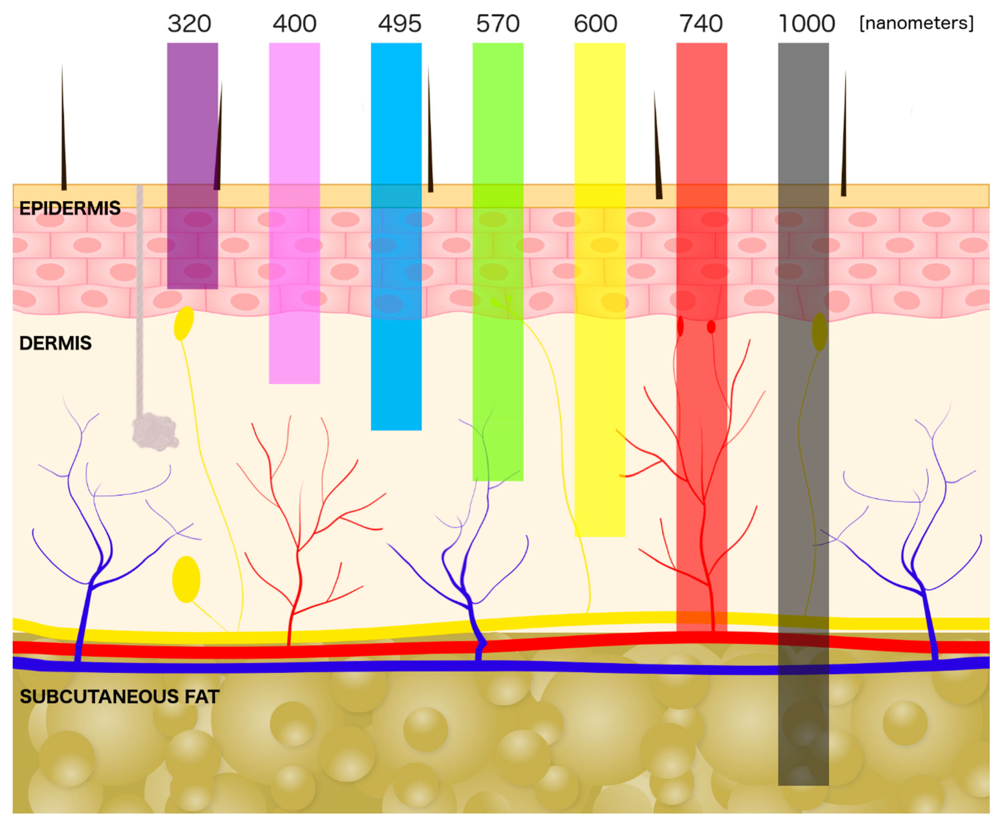 320 400 495 570 600 740 1000 [nanometers]
EPIDERMIS
DERMIS
SUBCUTANEOUS FAT